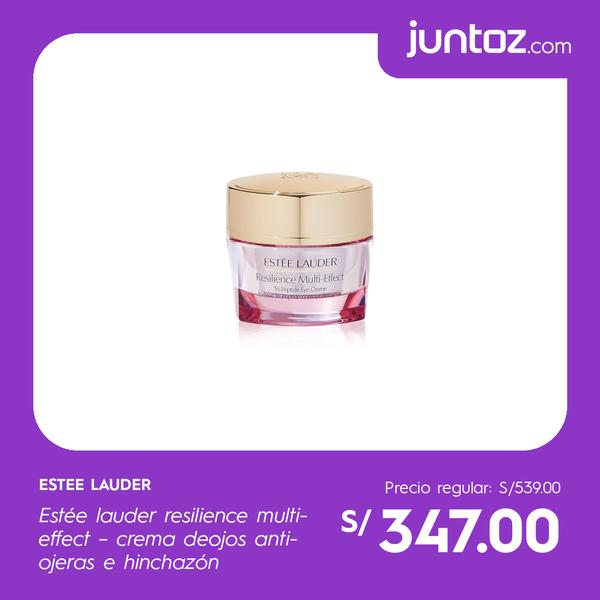 juntoz.com
ESTÉE LAUDER
Resilience Multi-Effect
Tri-Peptide Eye Creme
ESTEE LAUDER
Estée lauder resilience multi-
effect - crema deojos anti-
ojeras e hinchazón
Precio regular: S/539.00
S/ 347.00